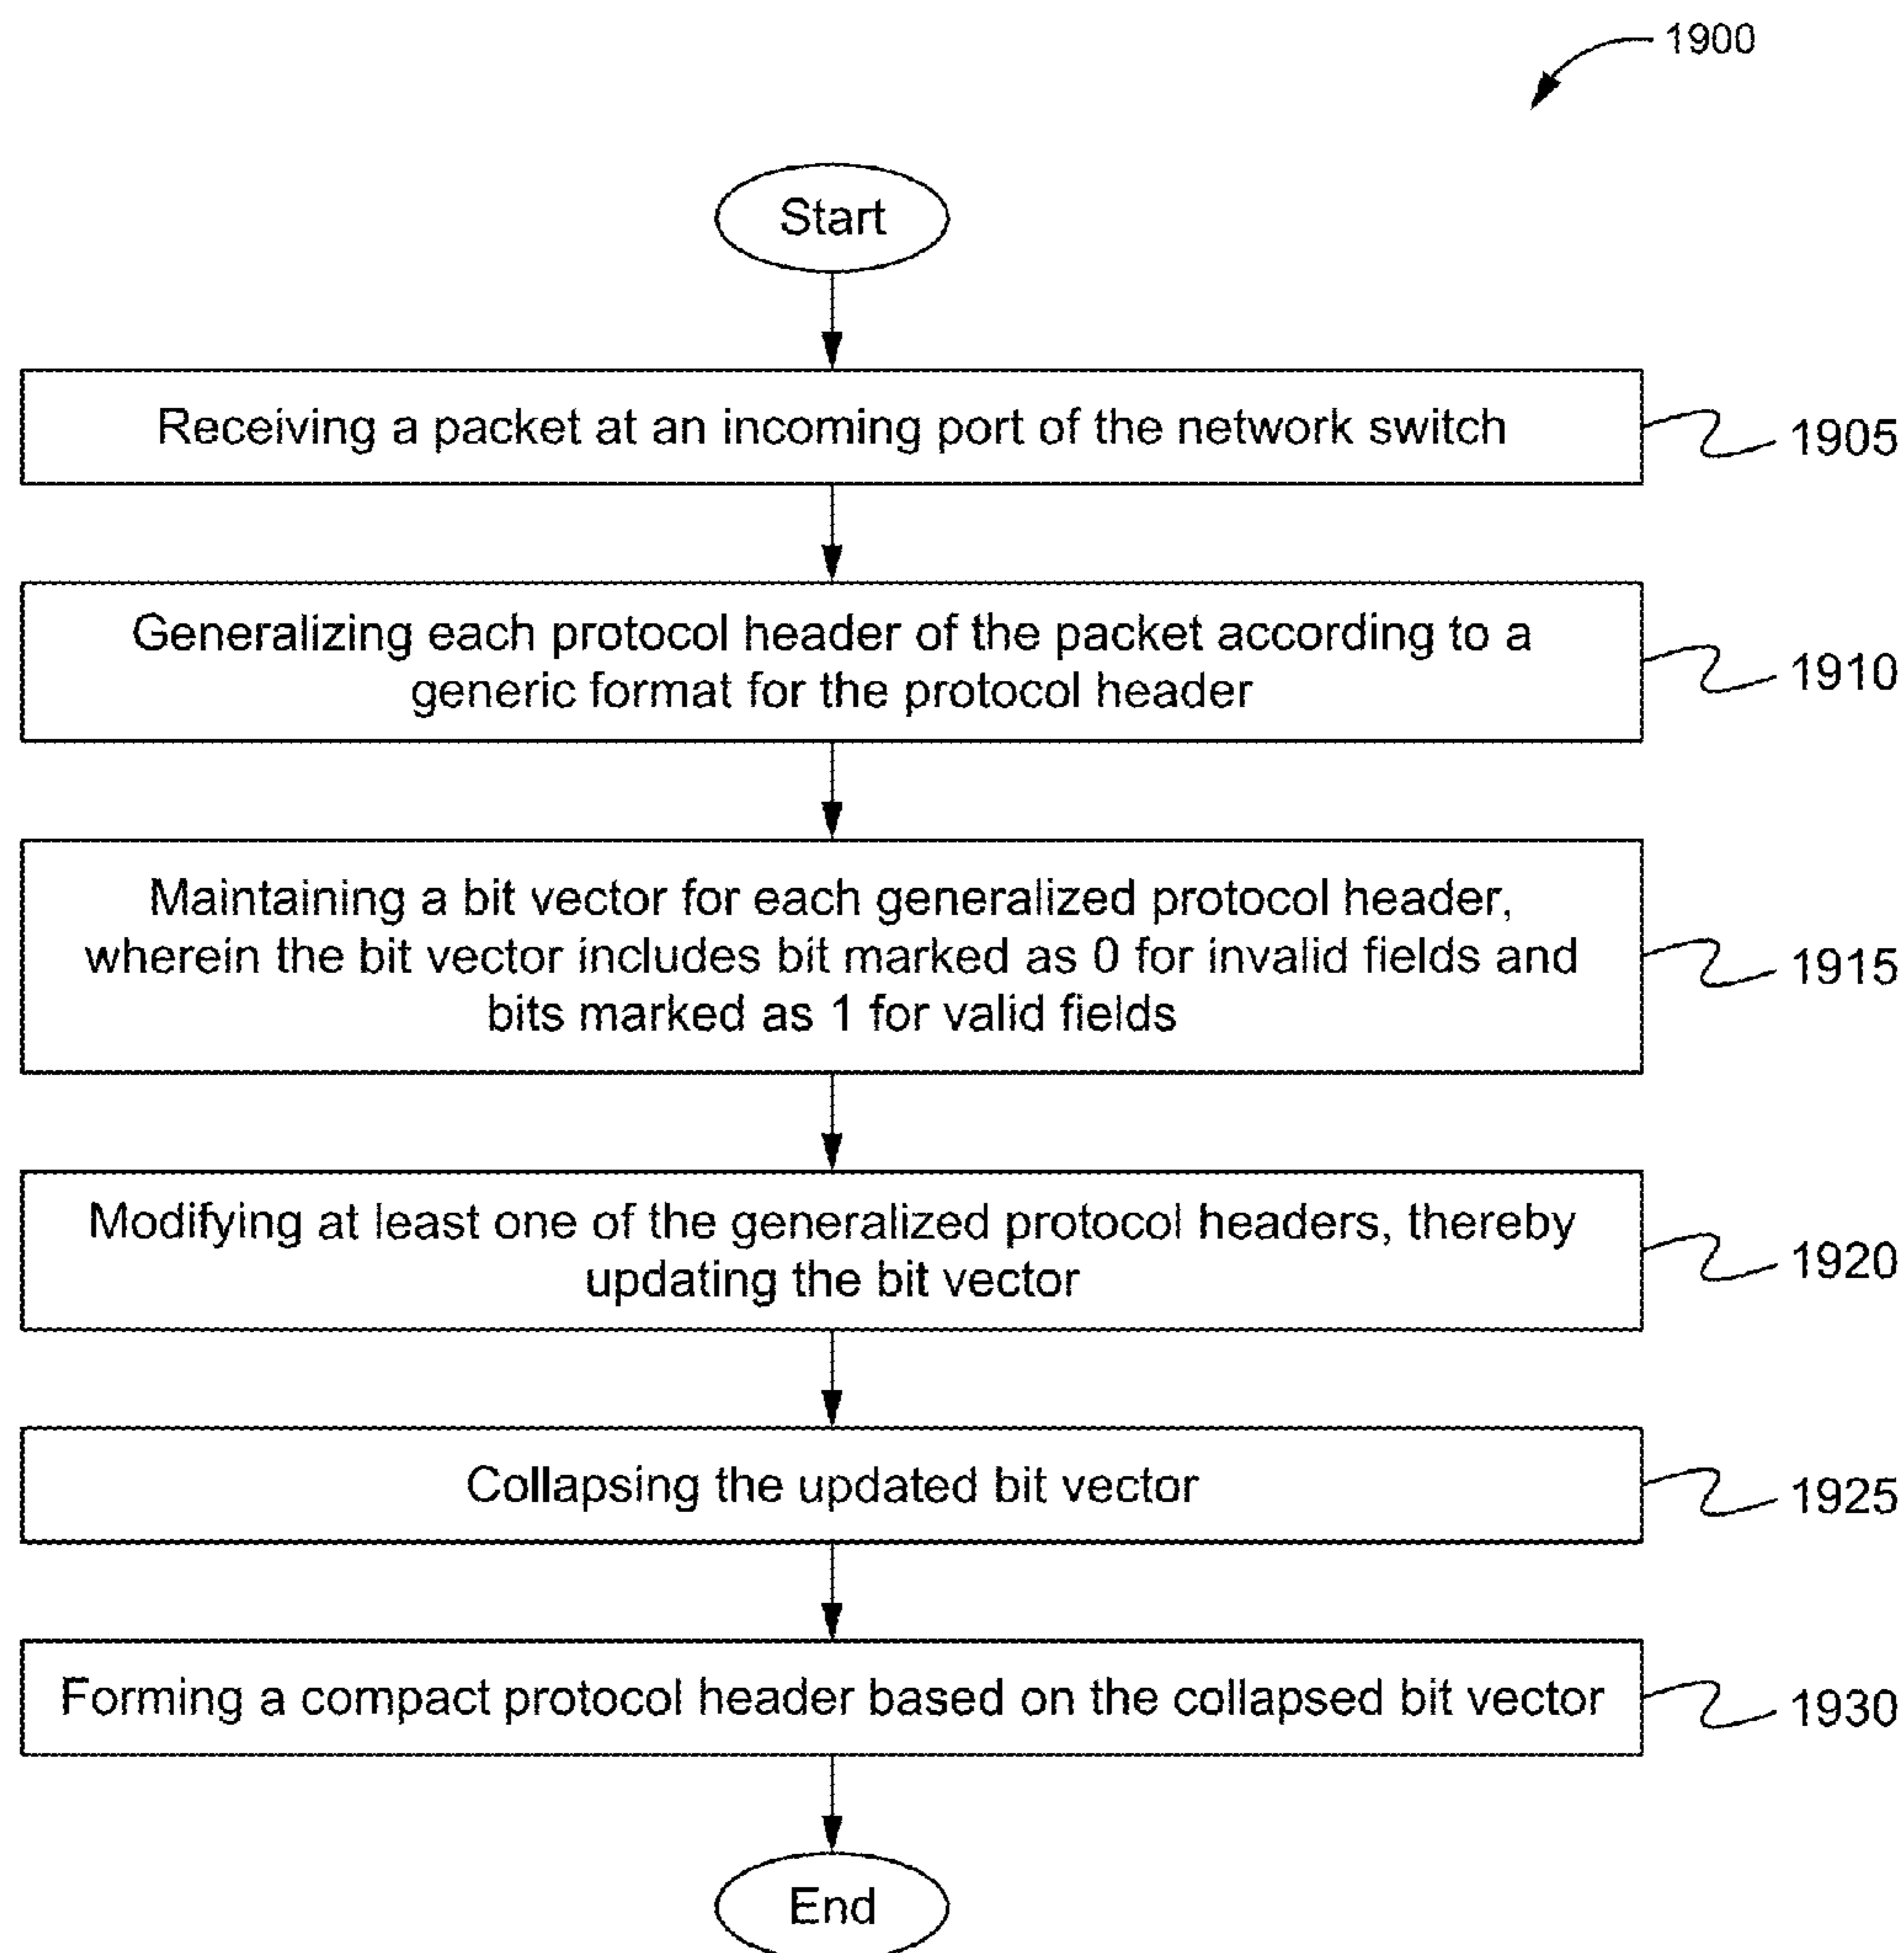 1900
Start
Receiving a packet at an incoming port of the network switch
1905
Generalizing each protocol header of the packet according to a
generic format for the protocol header
1910
Maintaining a bit vector for each generalized protocol header,
wherein the bit vector includes bit marked as 0 for invalid fields and
bits marked as 1 for valid fields
1915
Modifying at least one of the generalized protocol headers, thereby
updating the bit vector
1920
Collapsing the updated bit vector
1925
Forming a compact protocol header based on the collapsed bit vector
1930
End